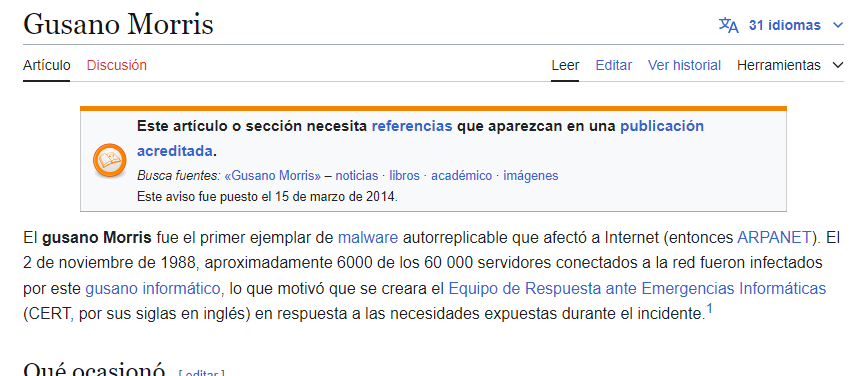 Gusano Morris
31 idiomas
Artículo Discusión Leer Editar Ver historial Herramientas
Este artículo o sección necesita referencias que aparezcan en una publicación
acreditada.
Busca fuentes: «Gusano Morris» – noticias · libros · académico · imágenes
Este aviso fue puesto el 15 de marzo de 2014.
El gusano Morris fue el primer ejemplar de malware autorreplicable que afectó a Internet (entonces ARPANET). El
2 de noviembre de 1988, aproximadamente 6000 de los 60 000 servidores conectados a la red fueron infectados
por este gusano informático, lo que motivó que se creara el Equipo de Respuesta ante Emergencias Informáticas
(CERT, por sus siglas en inglés) en respuesta a las necesidades expuestas durante el incidente.1
Qué ocasionó [ editar ]